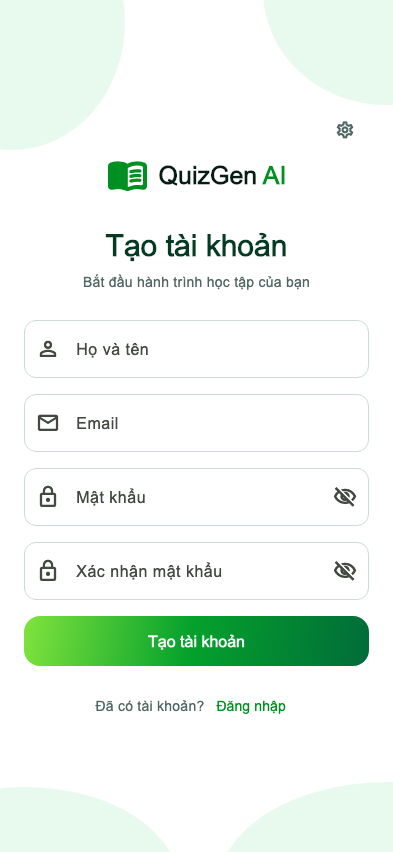 QuizGen AI
Tạo tài khoản
Bắt đầu hành trình học tập của bạn
Họ và tên
Email
Mật khẩu
Xác nhận mật khẩu
Tạo tài khoản
Đã có tài khoản? Đăng nhập